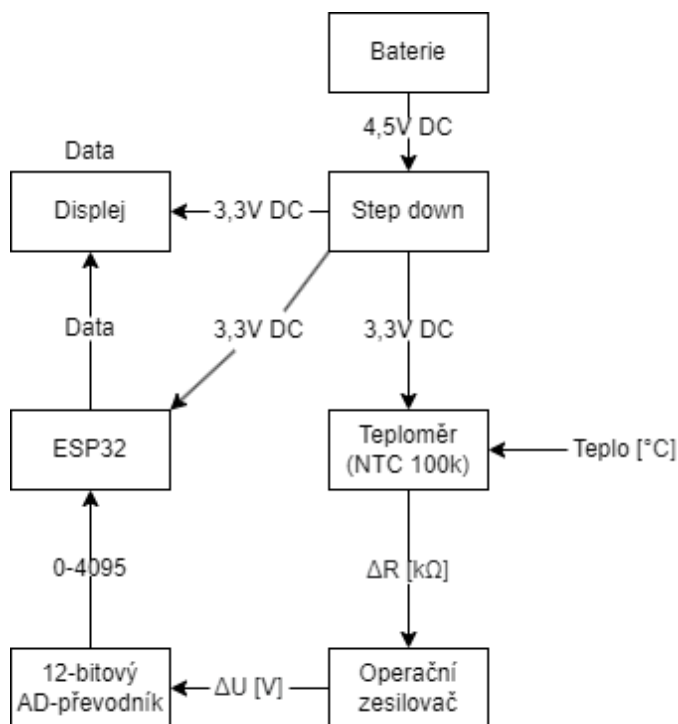 Baterie
4,5V DC
Data
Displej
3,3V DC
Step down
Data
3,3V DC
3,3V DC
ESP32
Teploměr
(NTC 100k)
Teplo [°C]
0-4095
ΔR [kΩ]
12-bitový
AD-převodník
ΔU [V]
Operační
zesilovač